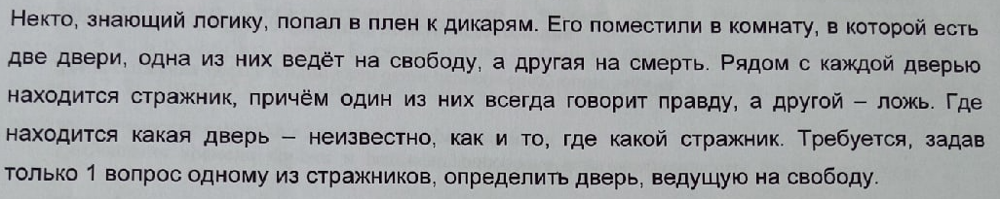 Некто, знающий логику, попал в плен к дикарям. Его поместили в комнату, в которой есть
две двери, одна из них ведёт на свободу, а другая на смерть. Рядом с каждой дверью
находится стражник, причём один из них всегда говорит правду, а другой – ложь. Где
находится какая дверь – неизвестно, как и то, где какой стражник. Требуется, задав
только 1 вопрос одному из стражников, определить дверь, ведущую на свободу.